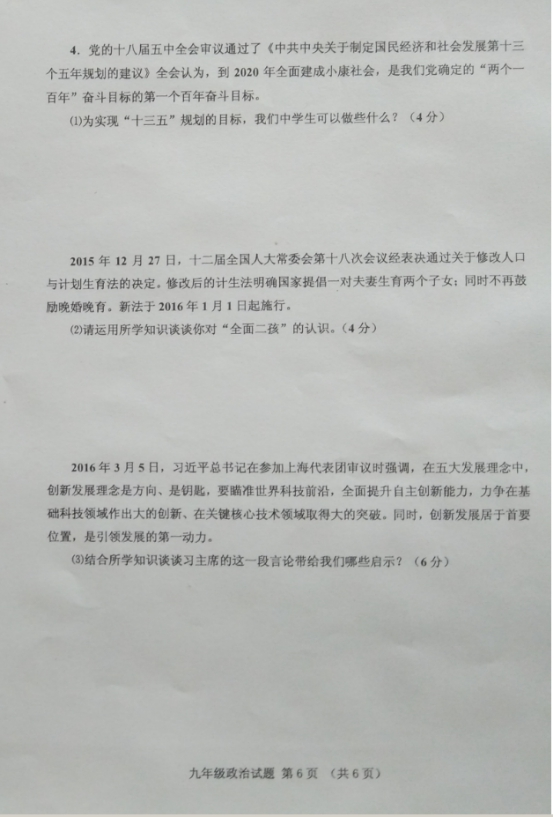 4．党的十八届五中全会审议通过了《中共中央关于制定国民经济和社会发展第十三
个五年规划的建议》全会认为，到 2020 年全面建成小康社会，是我们党确定的“两个一
百年”奋斗目标的第一个百年奋斗目标。
⑴为实现“十三五”规划的目标，我们中学生可以做些什么？（4 分）
2015 年 12 月 27 日，十二届全国人大常委会第十八次会议经表决通过关于修改人口
与计划生育法的决定。修改后的计生法明确国家提倡一对夫妻生育两个子女；同时不再鼓
励晚婚晚育。新法于 2016 年 1 月 1 日起施行。
⑵请运用所学知识谈谈你对“全面二孩”的认识。（4 分）
2016 年 3 月 5 日，习近平总书记在参加上海代表团审议时强调，在五大发展理念中，
创新发展理念是方向、是钥匙，要瞄准世界科技前沿，全面提升自主创新能力，力争在基
础科技领域作出大的创新、在关键核心技术领域取得大的突破。同时，创新发展居于首要
位置，是引领发展的第一动力。
⑶结合所学知识谈谈习主席的这一段言论带给我们哪些启示？（6 分）
九年级政治试题 第 6 页 （共 6 页）